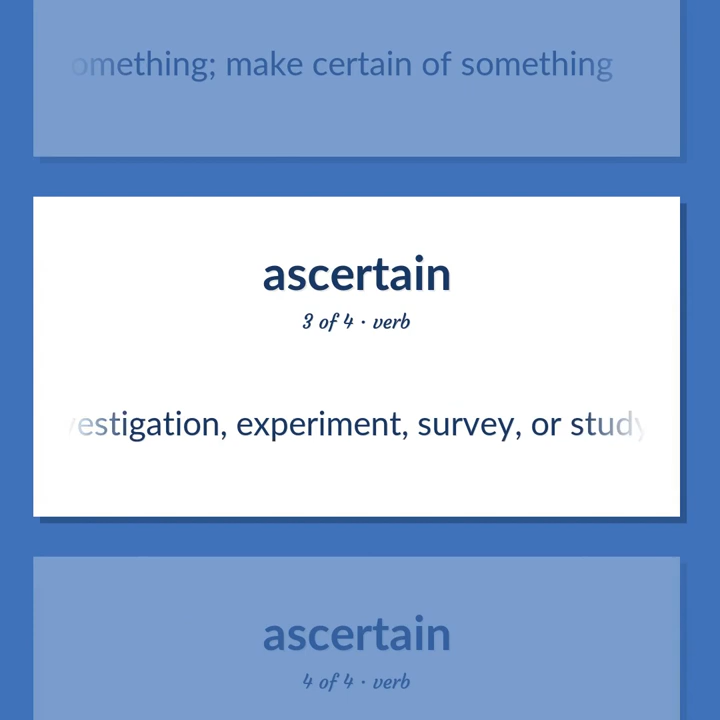 omething; make certain of something
ascertain
3 of 4 · verb
estigation, experiment, survey, or study
ascertain
4 of 4 · verb